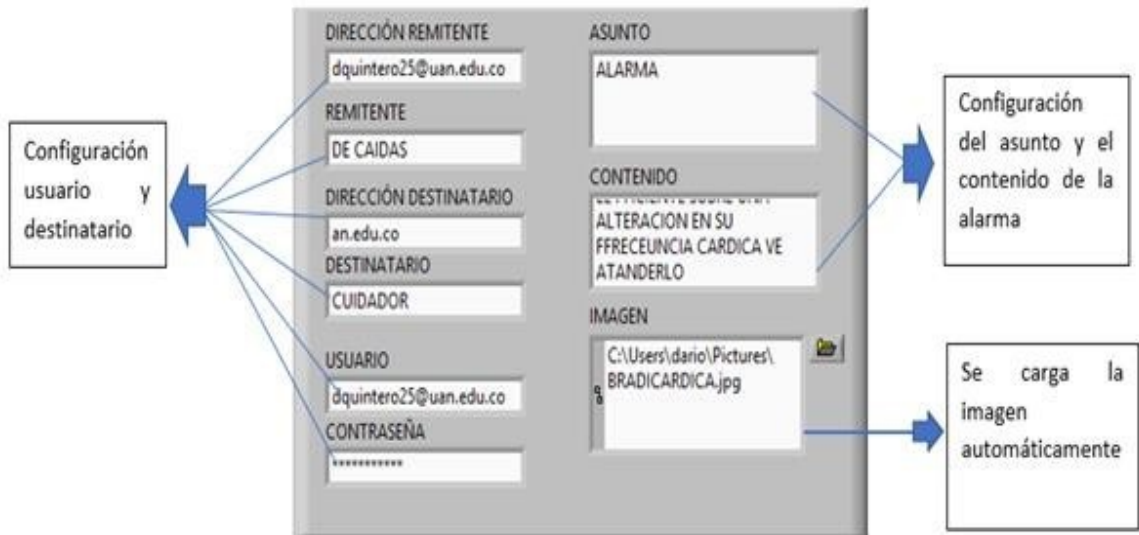 Configuración
usuario y
destinatario
DIRECCIÓN REMITENTE
dquintero25@uan.edu.co
REMITENTE
DE CAIDAS
DIRECCIÓN DESTINATARIO
an.edu.co
DESTINATARIO
CUIDADOR
USUARIO
dquintero25@uan.edu.co
CONTRASEÑA
***********
ASUNTO
ALARMA
CONTENIDO
ALTERACION EN SU
FFRECEUNCIA CARDICA VE
ATANDERLO
IMAGEN
C:\Users\dario\Pictures\
BRADICARDICA.jpg
Configuración
del asunto y el
contenido de la
alarma
Se carga la
imagen
automáticamente